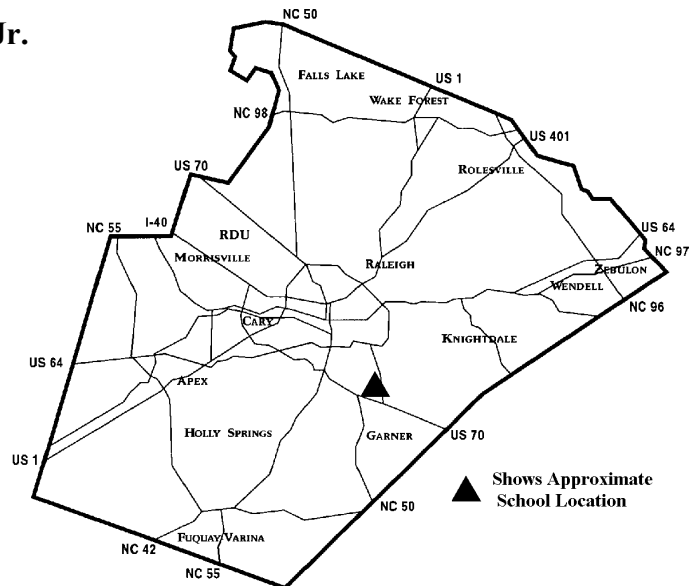 Jr.
NC 50
FALLS LAKE
US 1
WAKE FOREST
NC 98
US 401
US 70
ROLESVILLE
NC 55
I-40
RDU
MORRISVILLE
RALEIGH
US 64
NC 97
ZEBULON
WENDELL
NC 96
CARY
KNIGHTDALE
US 64
APEX
HOLLY SPRINGS
GARNER
US 70
US 1
Shows Approximate
School Location
NC 50
NC 42
FUQUAY VARINA
NC 55